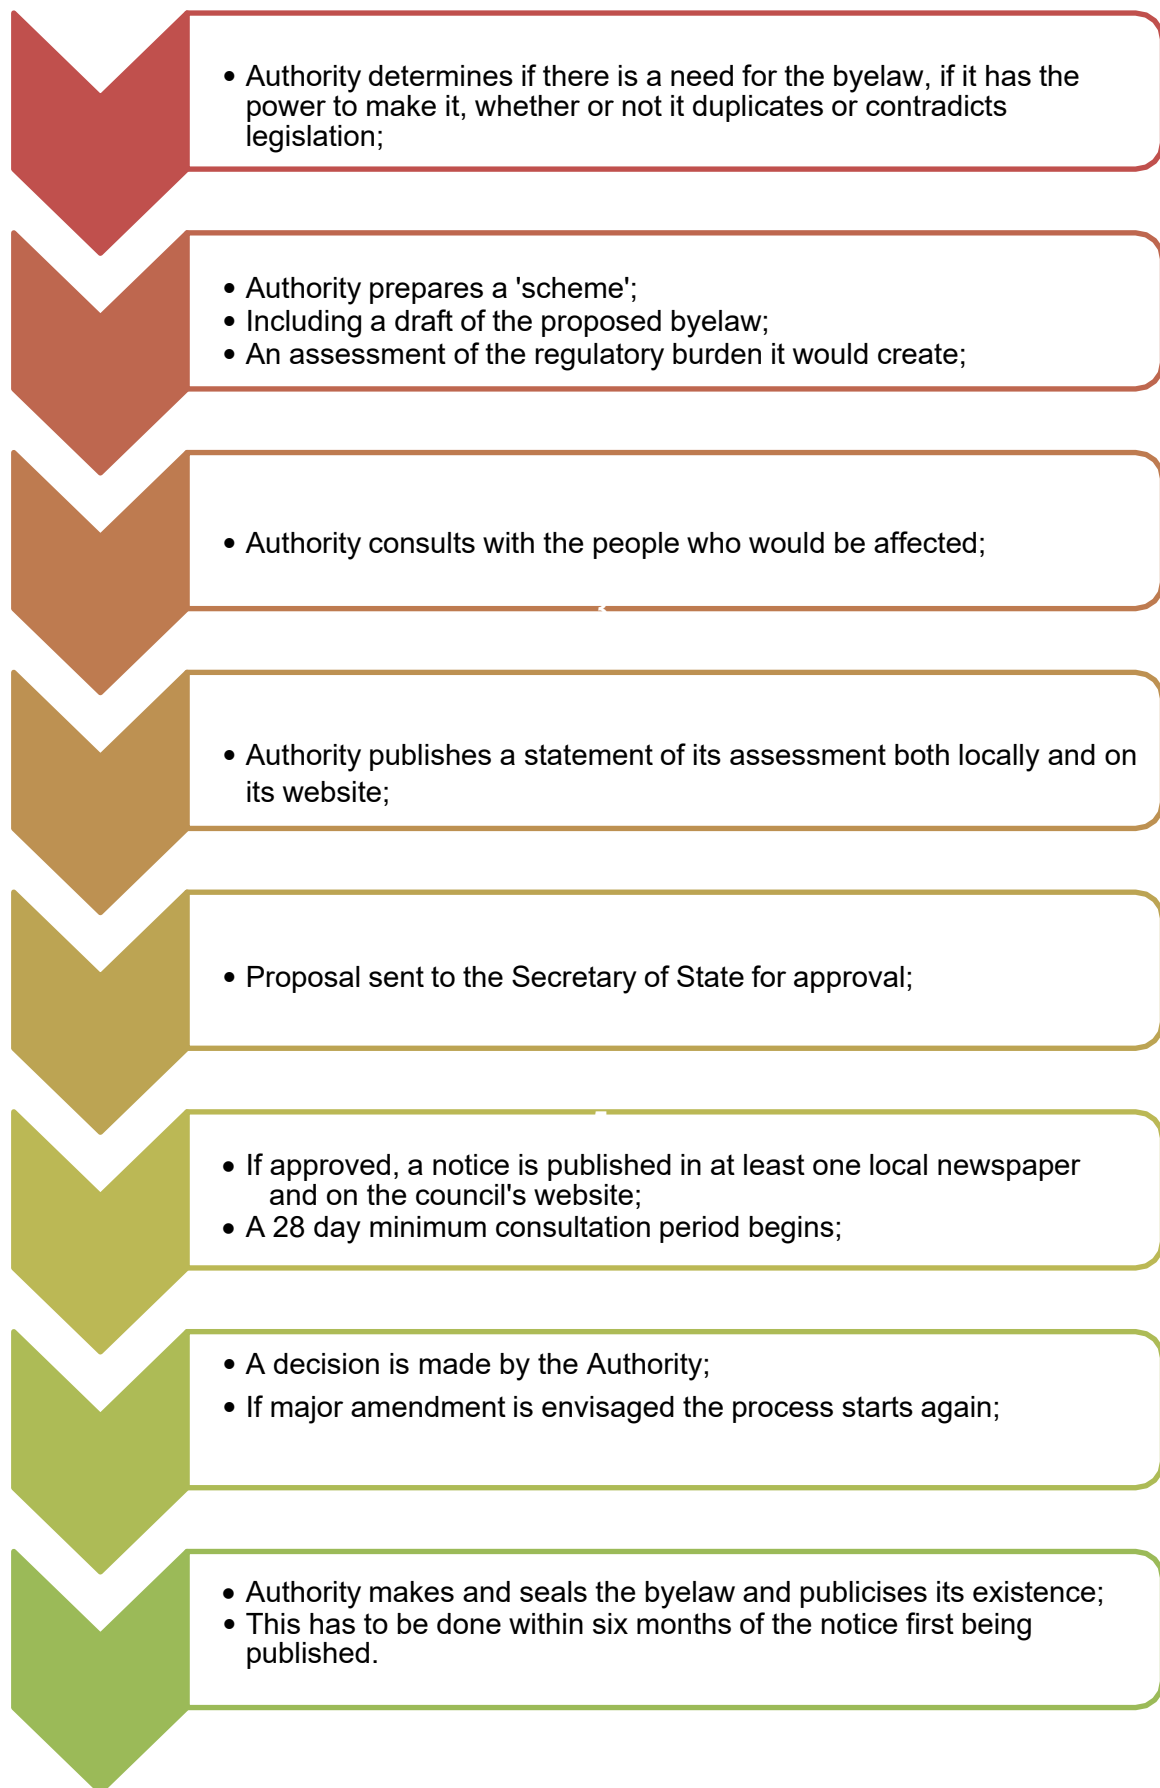 • Authority determines if there is a need for the byelaw, if it has the
power to make it, whether or not it duplicates or contradicts
legislation;
• Authority prepares a 'scheme';
• Including a draft of the proposed byelaw;
• An assessment of the regulatory burden it would create;
• Authority consults with the people who would be affected;
• Authority publishes a statement of its assessment both locally and on
its website;
• Proposal sent to the Secretary of State for approval;
• If approved, a notice is published in at least one local newspaper
and on the council's website;
• A 28 day minimum consultation period begins;
• A decision is made by the Authority;
• If major amendment is envisaged the process starts again;
• Authority makes and seals the byelaw and publicises its existence;
• This has to be done within six months of the notice first being
published.